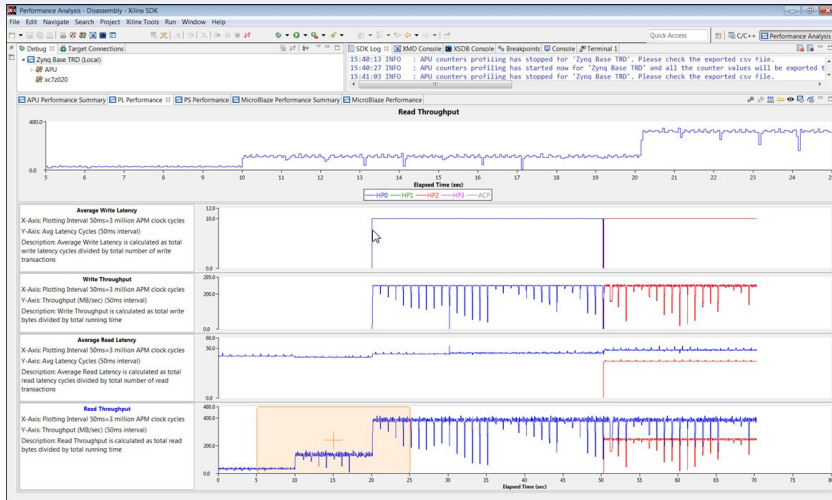 Performance Analysis - Disassembly - Xilinx SDK
File Edit Navigate Search Project Xilinx Tools Run Window Help
Quick Access
C/C++
Performance Analysis
Debug
Target Connections
Zynq Base TRD (Local)
APU
xc7z020
SDK Log
XMD Console
XSDB Console
Breakpoints
Console
Terminal 1
15:40:13 INFO : APU counters profiling has stopped for 'Zynq Base TRD'. Please check the exported csv file.
15:40:27 INFO : APU counters profiling has started now for 'Zynq Base TRD' and all the counter values will be exported t
15:41:03 INFO : APU counters profiling has stopped for 'Zynq Base TRD'. Please check the exported csv file.
APU Performance Summary
PL Performance
PS Performance
MicroBlaze Performance Summary
MicroBlaze Performance
Read Throughput
480.0
0.0
5 6 7 8 9 10 11 12 13 14 15 16 17 18 19 20 21 22 23 24 25
Elapsed Time (sec)
HP0 HP1 HP2 HP3 ACP
Average Write Latency
X-Axis: Plotting Interval 50ms=3 million APM clock cycles
Y-Axis: Avg Latency Cycles (50ms interval)
Description: Average Write Latency is calculated as total
write latency cycles divided by total number of write
transactions
12.0
10.0
0.0
Write Throughput
X-Axis: Plotting Interval 50ms=3 million APM clock cycles
Y-Axis: Throughput (MB/sec) (50ms interval)
Description: Write Throughput is calculated as total write
bytes divided by total running time
200.0
0.0
Average Read Latency
X-Axis: Plotting Interval 50ms=3 million APM clock cycles
Y-Axis: Avg Latency Cycles (50ms interval)
Description: Average Read Latency is calculated as total
read latency cycles divided by total number of read
transactions
60.0
50.0
0.0
Read Throughput
X-Axis: Plotting Interval 50ms=3 million APM clock cycles
Y-Axis: Throughput (MB/sec) (50ms interval)
Description: Read Throughput is calculated as total read
bytes divided by total running time
480.0
400.0
200.0
0.0
0 5 10 15 20 25 30 35 40 45 50 55 60 65 70 75 80
Elapsed Time (sec)